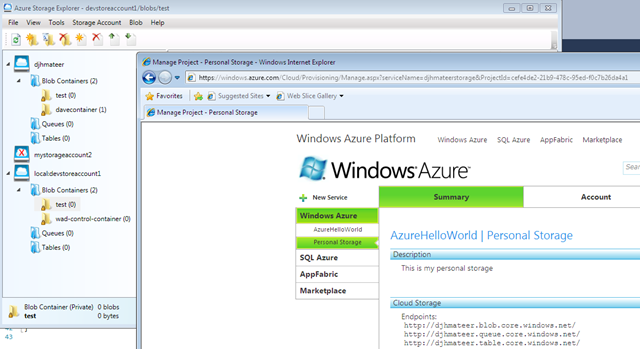 Azure Storage Explorer - devstoreaccount1/blobs/test
File View Tools Storage Account Blob Help
djhmateer
Blob Containers (2)
test (0)
davecontainer (1)
Queues (0)
Tables (0)
mystorageaccount2
local:devstoreaccount1
Blob Containers (2)
test (0)
wad-control-container (0)
Queues (0)
Tables (0)
Blob Container (Private) 0 blobs
test 0 bytes
43
Manage Project - Personal Storage - Windows Internet Explorer
https://windows.azure.com/Cloud/Provisioning/Manage.aspx?serviceName=djhmateerstorage&ProjectId=cefe4de2-21b9-478c-95ed-f0c7b26da4a1
Favorites Suggested Sites Web Slice Gallery
Manage Project - Personal Storage
Windows Azure Platform Windows Azure SQL Azure AppFabric Marketplace
Windows Azure™
Sear
New Service Summary Account
Windows Azure
AzureHelloWorld
Personal Storage
SQL Azure
AppFabric
Marketplace
AzureHelloWorld | Personal Storage
Description
This is my personal storage
Cloud Storage
Endpoints:
http://djhmateer.blob.core.windows.net/
http://djhmateer.queue.core.windows.net/
http://djhmateer.table.core.windows.net/